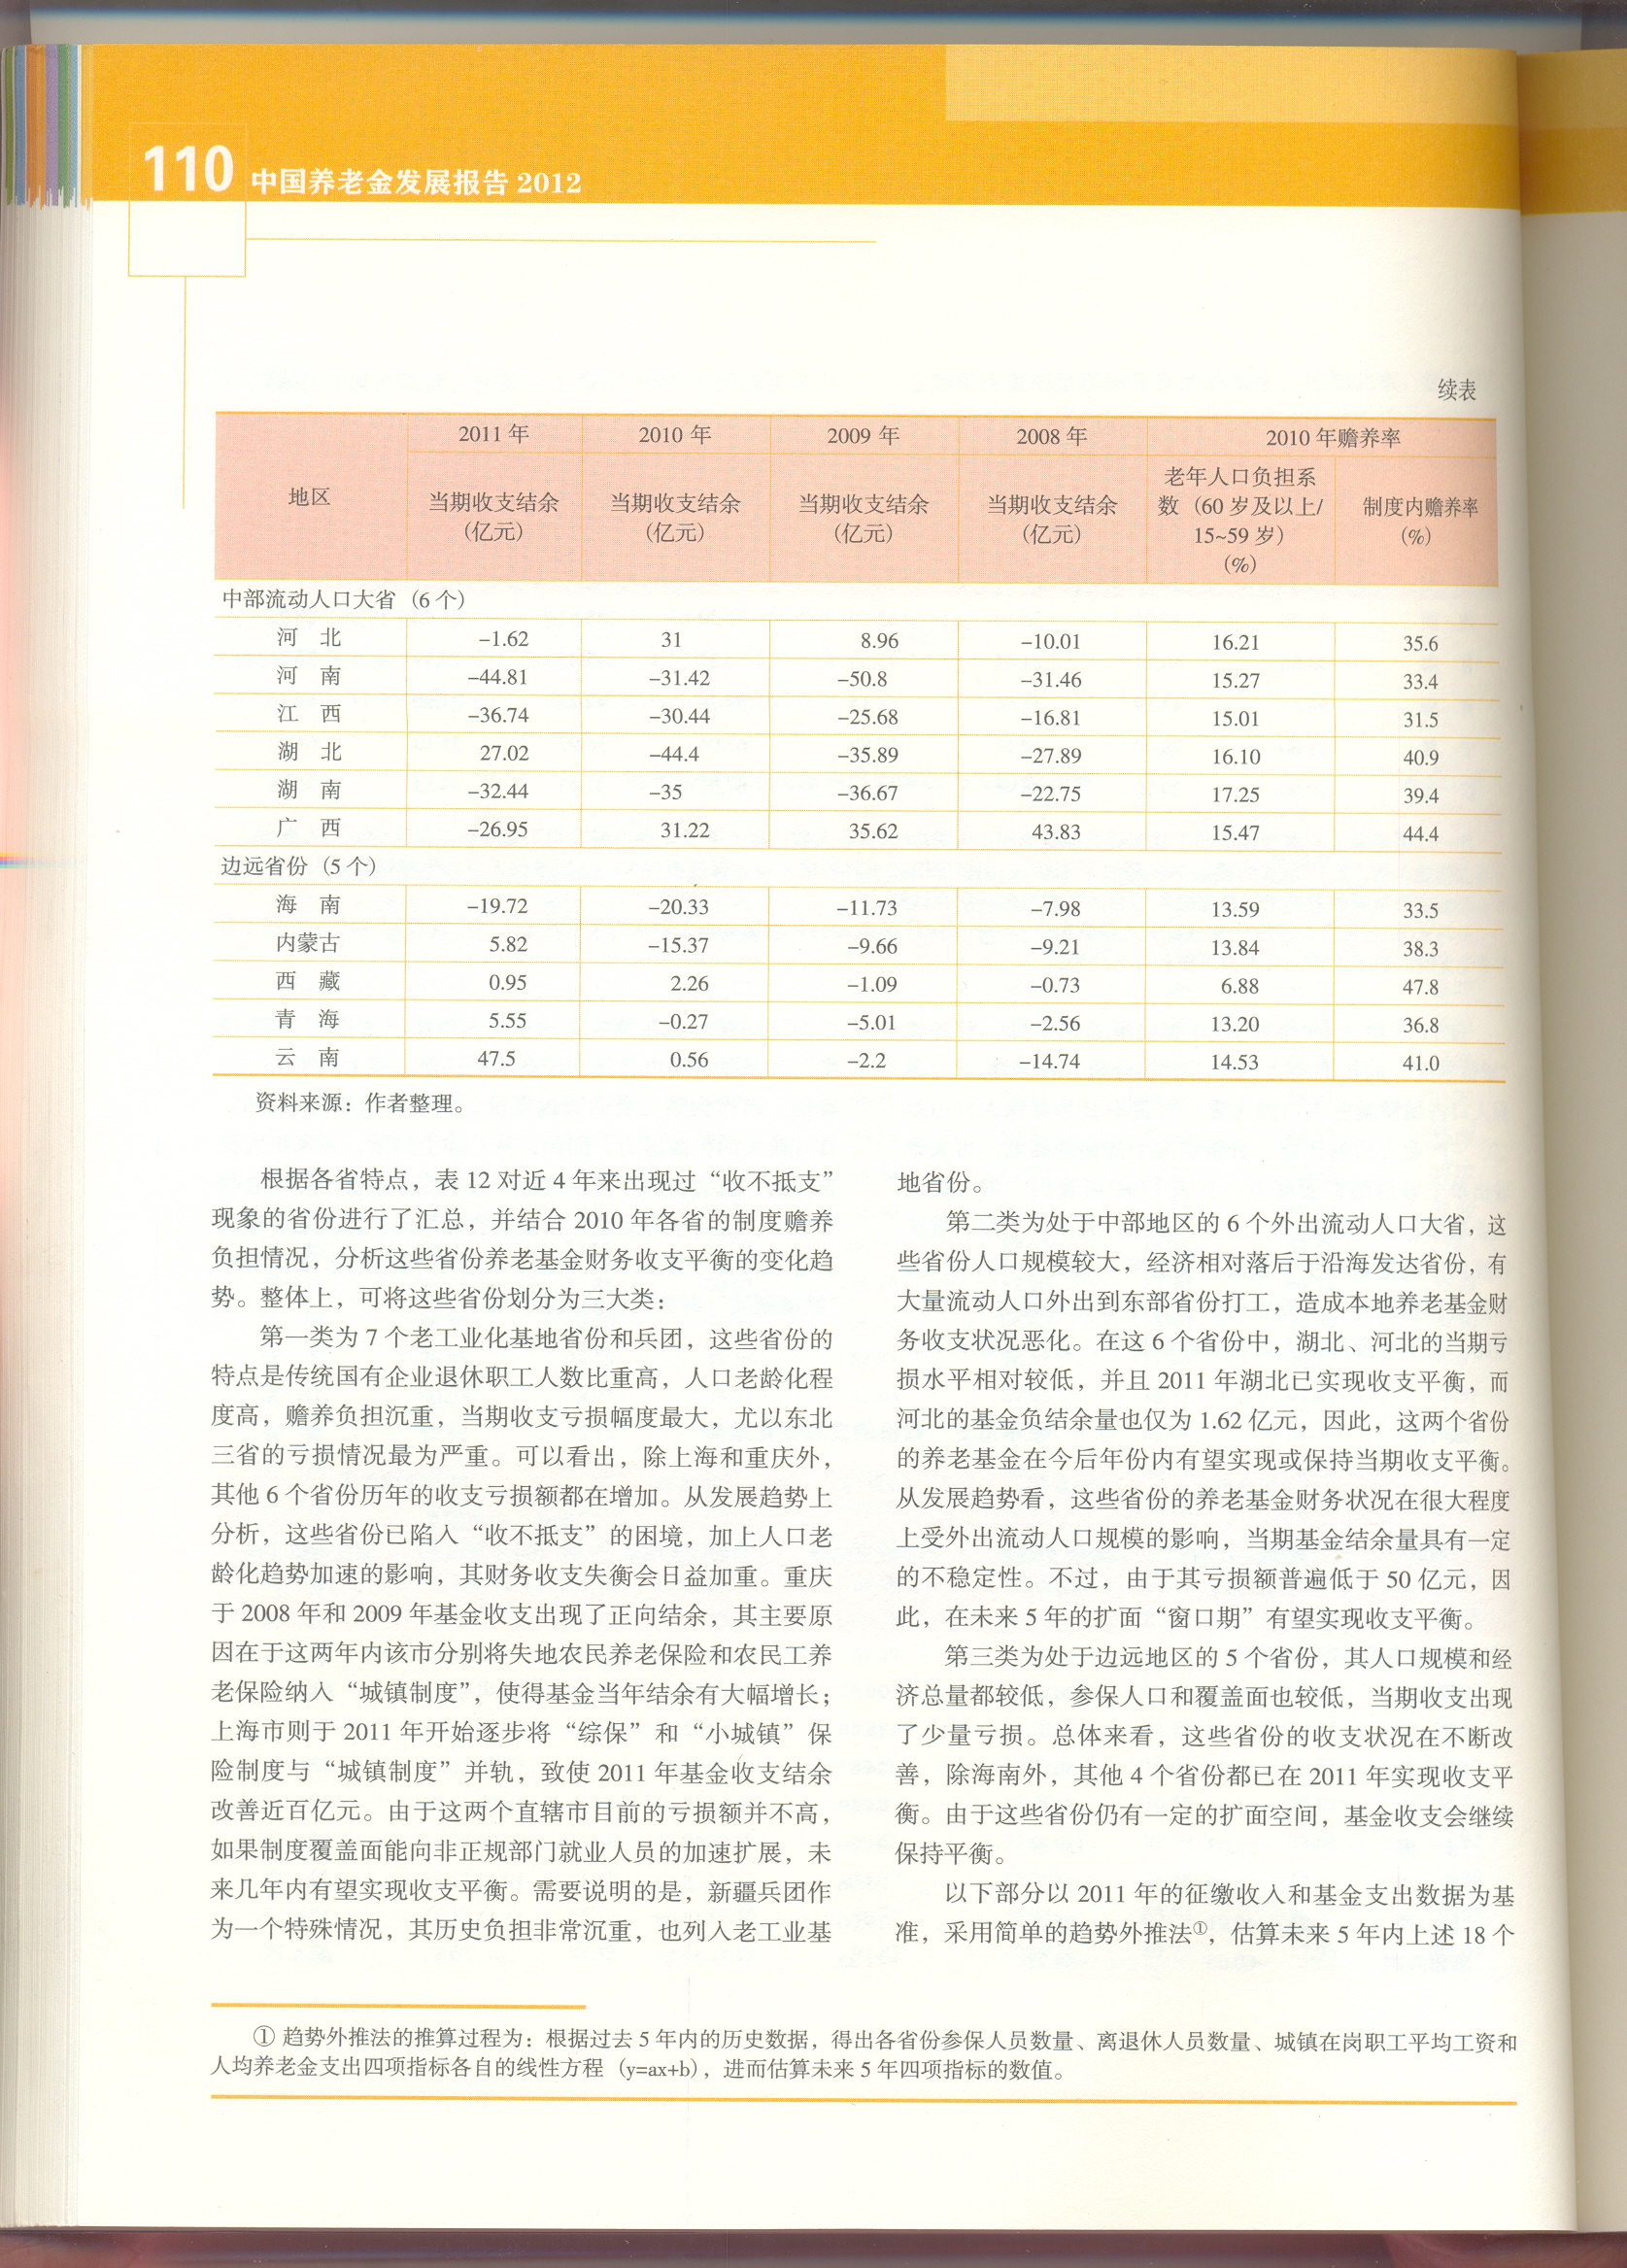 110 中国养老金发展报告 2012
续表
地区 2011 年 2010 年 2009 年 2008 年 2010 年赡养率
当期收支结余（亿元） 当期收支结余（亿元） 当期收支结余（亿元） 当期收支结余（亿元） 老年人口负担系数（60 岁及以上/15~59 岁）（%） 制度内赡养率（%）
中部流动人口大省（6 个）
河 北 −1.62 31 8.96 −10.01 16.21 35.6
河 南 −44.81 −31.42 −50.8 −31.46 15.27 33.4
江 西 −36.74 −30.44 −25.68 −16.81 15.01 31.5
湖 北 27.02 −44.4 −35.89 −27.89 16.10 40.9
湖 南 −32.44 −35 −36.67 −22.75 17.25 39.4
广 西 −26.95 31.22 35.62 43.83 15.47 44.4
边远省份（5 个）
海 南 −19.72 −20.33 −11.73 −7.98 13.59 33.5
内蒙古 5.82 −15.37 −9.66 −9.21 13.84 38.3
西 藏 0.95 2.26 −1.09 −0.73 6.88 47.8
青 海 5.55 −0.27 −5.01 −2.56 13.20 36.8
云 南 47.5 0.56 −2.2 −14.74 14.53 41.0
资料来源：作者整理。
根据各省特点，表 12 对近 4 年来出现过“收不抵支”
现象的省份进行了汇总，并结合 2010 年各省的制度赡养
负担情况，分析这些省份养老基金财务收支平衡的变化趋
势。整体上，可将这些省份划分为三大类：
第一类为 7 个老工业化基地省份和兵团，这些省份的
特点是传统国有企业退休职工人数比重高，人口老龄化程
度高，赡养负担沉重，当期收支亏损幅度最大，尤以东北
三省的亏损情况最为严重。可以看出，除上海和重庆外，
其他 6 个省份历年的收支亏损额都在增加。从发展趋势上
分析，这些省份已陷入“收不抵支”的困境，加上人口老
龄化趋势加速的影响，其财务收支失衡会日益加重。重庆
于 2008 年和 2009 年基金收支出现了正向结余，其主要原
因在于这两年内该市分别将失地农民养老保险和农民工养
老保险纳入“城镇制度”，使得基金当年结余有大幅增长；
上海市则于 2011 年开始逐步将“综保”和“小城镇”保
险制度与“城镇制度”并轨，致使 2011 年基金收支结余
改善近百亿元。由于这两个直辖市目前的亏损额并不高，
如果制度覆盖面能向非正规部门就业人员的加速扩展，未
来几年内有望实现收支平衡。需要说明的是，新疆兵团作
为一个特殊情况，其历史负担非常沉重，也列入老工业基
地省份。
第二类为处于中部地区的 6 个外出流动人口大省，这
些省份人口规模较大，经济相对落后于沿海发达省份，有
大量流动人口外出到东部省份打工，造成本地养老基金财
务收支状况恶化。在这 6 个省份中，湖北、河北的当期亏
损水平相对较低，并且 2011 年湖北已实现收支平衡，而
河北的基金负结余量也仅为 1.62 亿元，因此，这两个省份
的养老基金在今后年份内有望实现或保持当期收支平衡。
从发展趋势看，这些省份的养老基金财务状况在很大程度
上受外出流动人口规模的影响，当期基金结余量具有一定
的不稳定性。不过，由于其亏损额普遍低于 50 亿元，因
此，在未来 5 年的扩面“窗口期”有望实现收支平衡。
第三类为处于边远地区的 5 个省份，其人口规模和经
济总量都较低，参保人口和覆盖面也较低，当期收支出现
了少量亏损。总体来看，这些省份的收支状况在不断改
善，除海南外，其他 4 个省份都已在 2011 年实现收支平
衡。由于这些省份仍有一定的扩面空间，基金收支会继续
保持平衡。
以下部分以 2011 年的征缴收入和基金支出数据为基
准，采用简单的趋势外推法①，估算未来 5 年内上述 18 个
① 趋势外推法的推算过程为：根据过去 5 年内的历史数据，得出各省份参保人员数量、离退休人员数量、城镇在岗职工平均工资和
人均养老金支出四项指标各自的线性方程（y=ax+b），进而估算未来 5 年四项指标的数值。